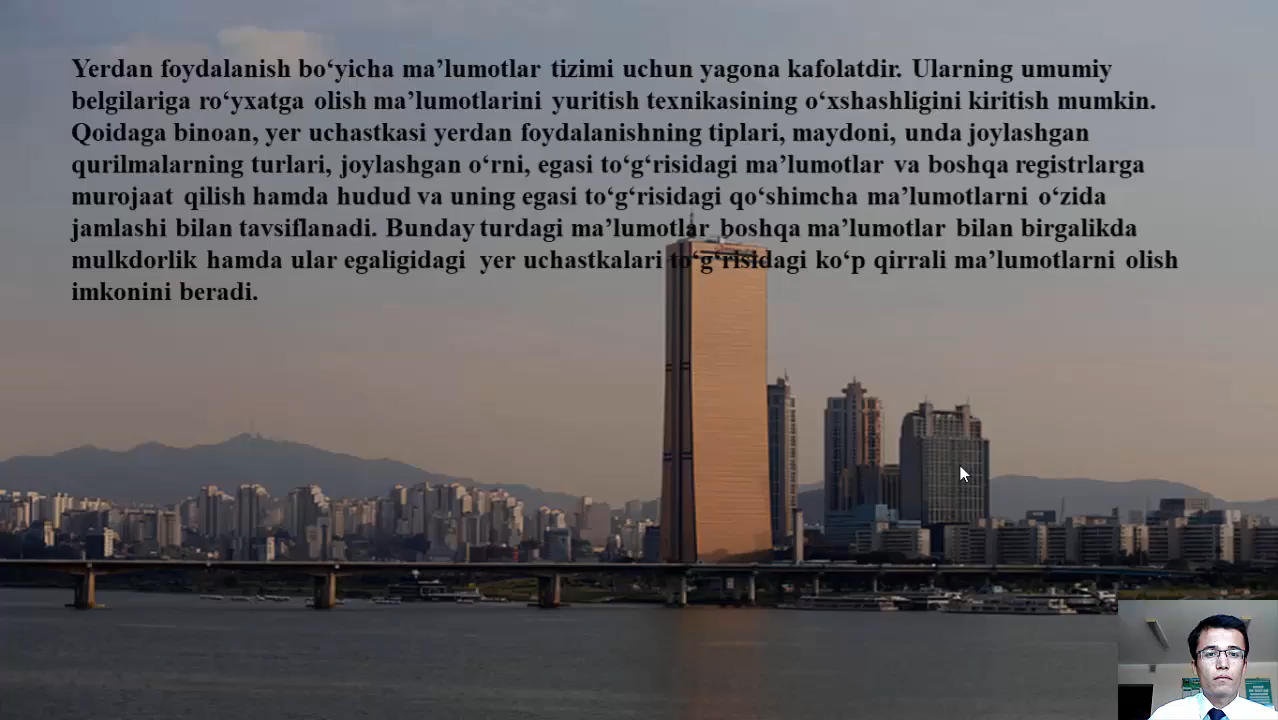 Yerdan foydalanish bo‘yicha ma’lumotlar tizimi uchun yagona kafolatdir. Ularning umumiy
belgilariga ro‘yxatga olish ma’lumotlarini yuritish texnikasining o‘xshashligini kiritish mumkin.
Qoidaga binoan, yer uchastkasi yerdan foydalanishning tiplari, maydoni, unda joylashgan
qurilmalarning turlari, joylashgan o‘rni, egasi to‘g‘risidagi ma’lumotlar va boshqa registrlarga
murojaat qilish hamda hudud va uning egasi to‘g‘risidagi qo‘shimcha ma’lumotlarni o‘zida
jamlashi bilan tavsiflanadi. Bunday turdagi ma’lumotlar boshqa ma’lumotlar bilan birgalikda
mulkdorlik hamda ular egaligidagi yer uchastkalari to‘g‘risidagi ko‘p qirrali ma’lumotlarni olish
imkonini beradi.